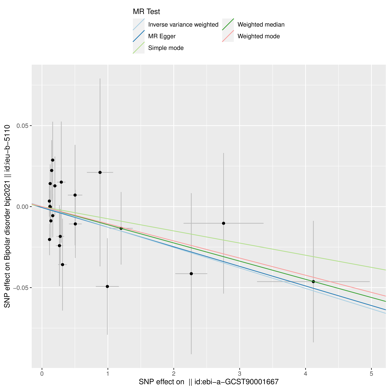 MR Test
Inverse variance weighted
Weighted median
MR Egger
Weighted mode
Simple mode
SNP effect on Bipolar disorder bip2021 || id:ieu-b-5110
0.05
0.00
-0.05
0
1
2
3
4
5
SNP effect on || id:ebi-a-GCST90001667